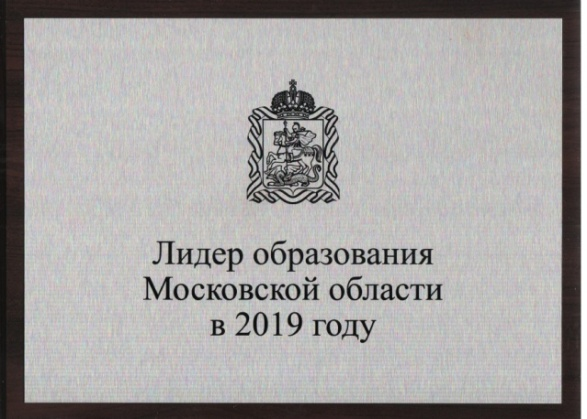 Лидер образования
Московской области
в 2019 году